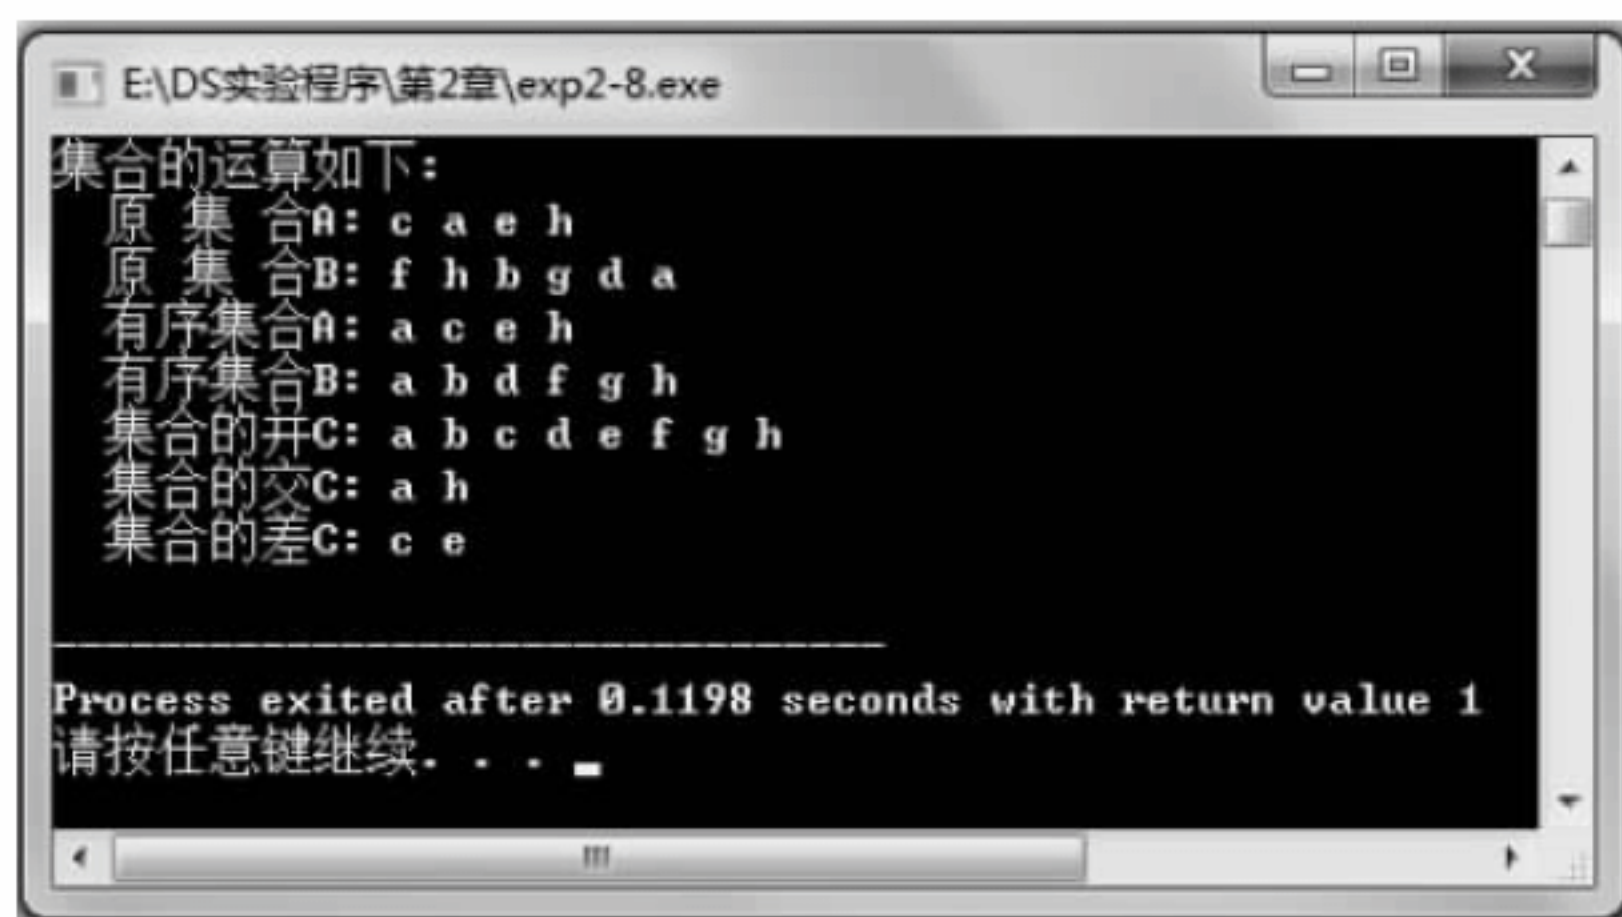 E:\DS实验程序\第2章\exp2-8.exe
集合的运算如下:
原 集 合A: c a e h
原 集 合B: f h b g d a
有序集合A: a c e h
有序集合B: a b d f g h
集合的并C: a b c d e f g h
集合的交C: a h
集合的差C: c e
--------------------------------
Process exited after 0.1198 seconds with return value 1
请按任意键继续. . .